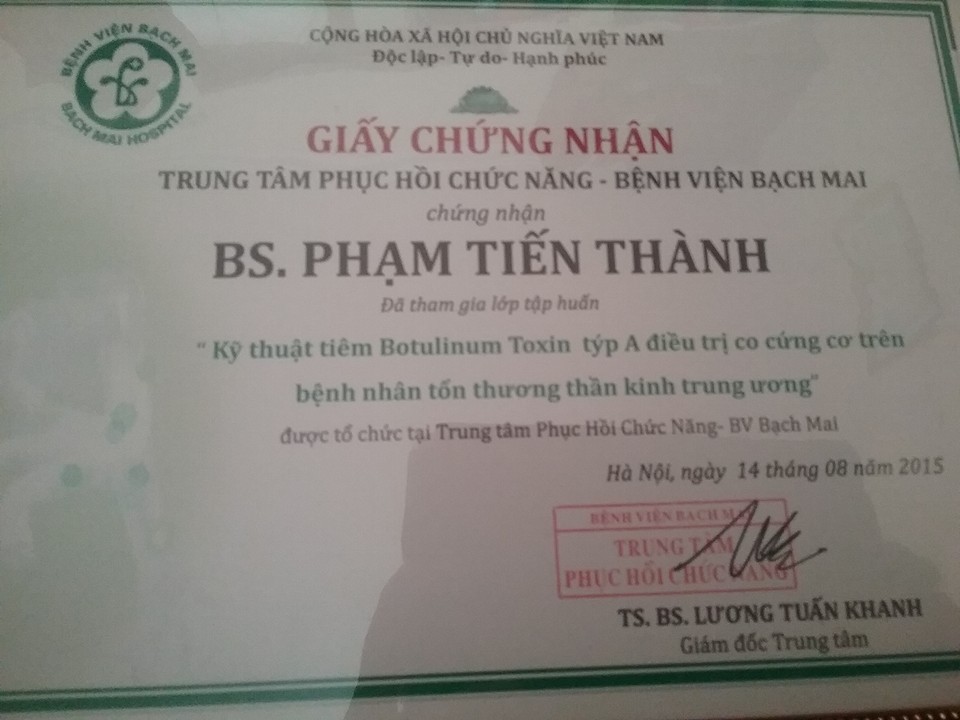 BỆNH VIỆN BẠCH MAI
BACH MAI HOSPITAL
CỘNG HÒA XÃ HỘI CHỦ NGHĨA VIỆT NAM
Độc lập- Tự do- Hạnh phúc
GIẤY CHỨNG NHẬN
TRUNG TÂM PHỤC HỒI CHỨC NĂNG - BỆNH VIỆN BẠCH MAI
chứng nhận
BS. PHẠM TIẾN THÀNH
Đã tham gia lớp tập huấn
“ Kỹ thuật tiêm Botulinum Toxin týp A điều trị co cứng cơ trên
bệnh nhân tổn thương thần kinh trung ương”
được tổ chức tại Trung tâm Phục Hồi Chức Năng- BV Bạch Mai
Hà Nội, ngày 14 tháng 08 năm 2015
BỆNH VIỆN BẠCH MAI
TRUNG TÂM
PHỤC HỒI CHỨC NĂNG
TS. BS. LƯƠNG TUẤN KHANH
Giám đốc Trung tâm